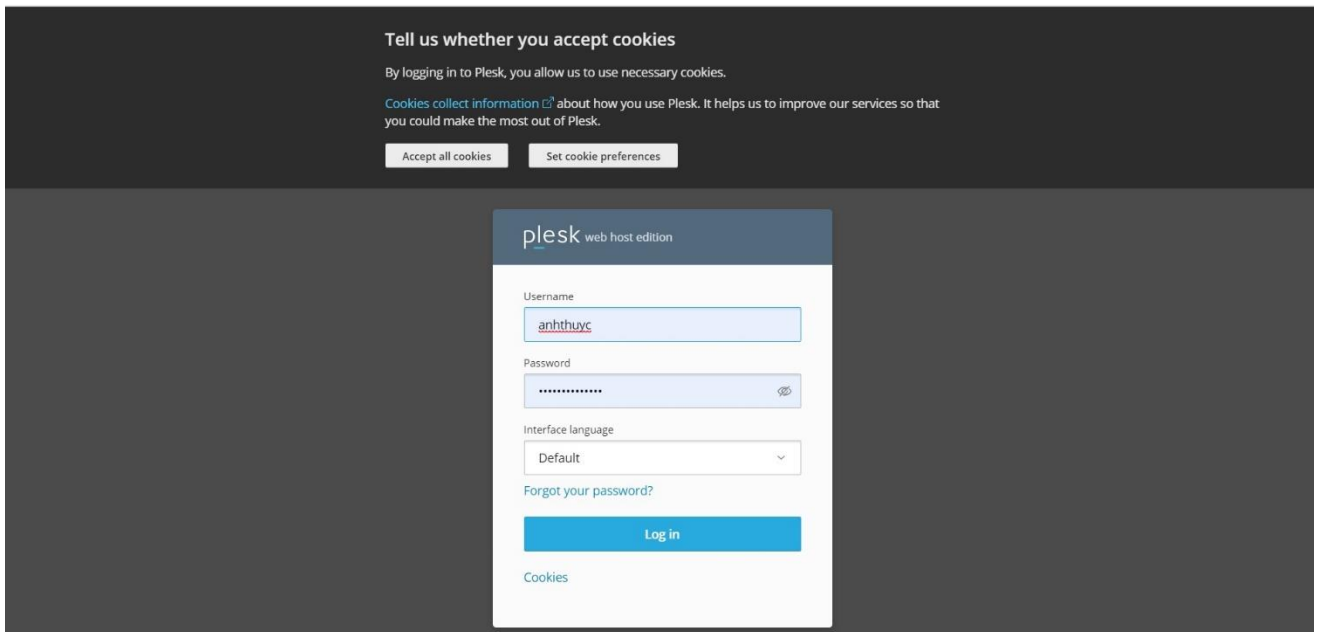 Tell us whether you accept cookies
By logging in to Plesk, you allow us to use necessary cookies.
Cookies collect information about how you use Plesk. It helps us to improve our services so that
you could make the most out of Plesk.
Accept all cookies
Set cookie preferences
plesk web host edition
Username
anhthuyc
Password
••••••••••••••
Interface language
Default
Forgot your password?
Log in
Cookies